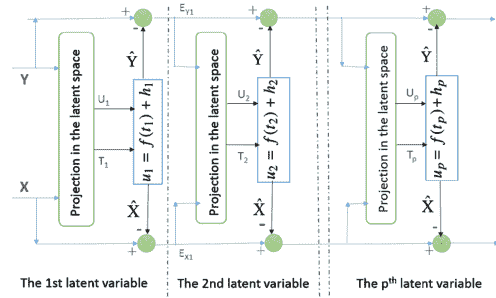 +
-
E_Y1
+
-
+
-
Ŷ
Ŷ
Ŷ
Y
Projection in the latent space
U_1
T_1
u_1 = f(t_1) + h_1
Projection in the latent space
U_2
T_2
u_2 = f(t_2) + h_2
Projection in the latent space
U_p
T_p
u_p = f(t_p) + h_p
X
X̂
X̂
X̂
-
+
E_X1
-
+
-
+
The 1st latent variable
The 2nd latent variable
The p^th latent variable